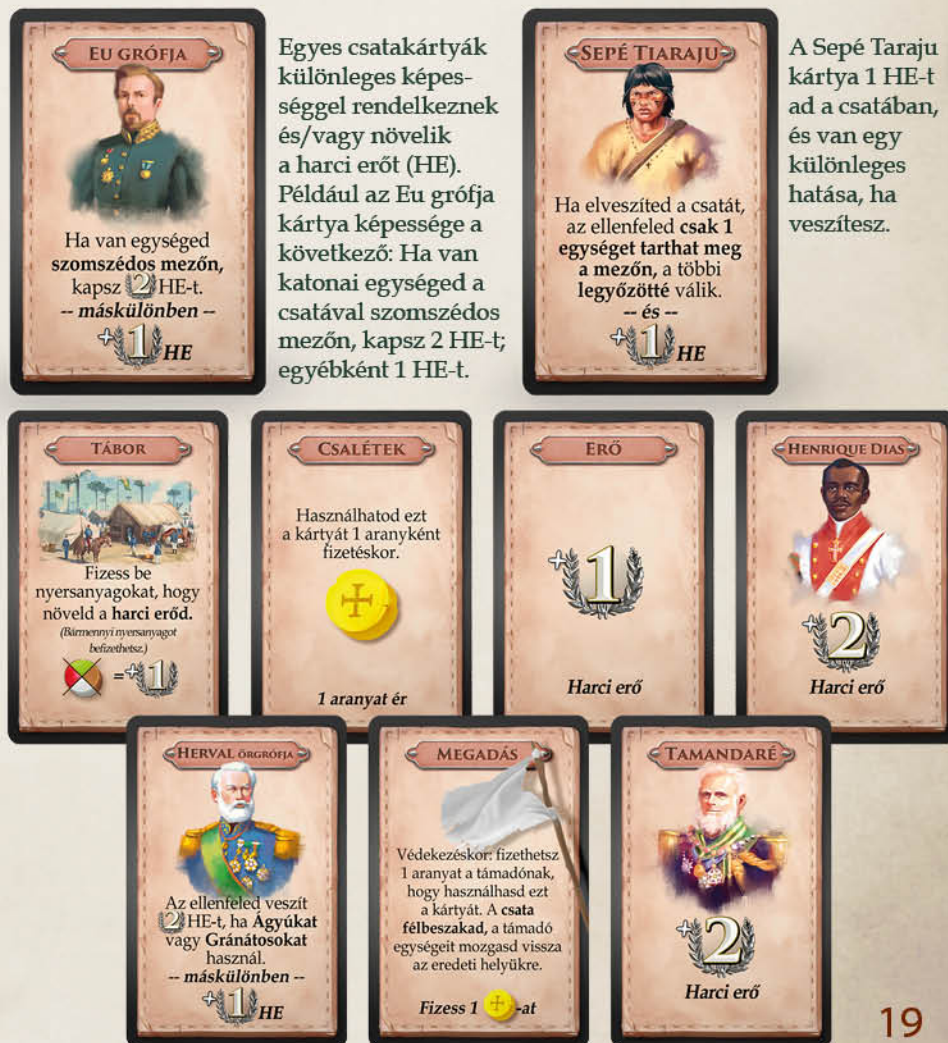 EU GRÓFJA
Ha van egységed
szomszédos mezőn,
kapsz 2 HE-t.
-- máskülönben --
+1 HE
Egyes csatakártyák
különleges képes-
séggel rendelkeznek
és/vagy növelik
a harci erőt (HE).
Például az Eu grófja
kártya képessége a
következő: Ha van
katonai egységed a
csatával szomszédos
mezőn, kapsz 2 HE-t;
egyébként 1 HE-t.
SEPÉ TIARAJU
Ha elveszíted a csatát,
az ellenfeled csak 1
egységet tarthat meg
a mezőn, a többi
legyőzötté válik.
-- és --
+1 HE
A Sepé Taraju
kártya 1 HE-t
ad a csatában,
és van egy
különleges
hatása, ha
veszítesz.
TÁBOR
Fizess be
nyersanyagokat, hogy
növeld a harci erőd.
(Bármennyi nyersanyagot
befizethetsz.)
=+1
CSALÉTEK
Használhatod ezt
a kártyát 1 aranyként
fizetéskor.
1 aranyat ér
ERŐ
+1
Harci erő
HENRIQUE DIAS
+2
Harci erő
HERVAL ŐRGRÓFJA
Az ellenfeled veszít
2 HE-t, ha Ágyúkat
vagy Gránátosokat
használ.
-- máskülönben --
+1 HE
MEGADÁS
Védekezéskor: fizethetsz
1 aranyat a támadónak,
hogy használhasd ezt
a kártyát. A csata
félbeszakad, a támadó
egységeit mozgasd vissza
az eredeti helyükre.
Fizess 1 -at
TAMANDARÉ
+2
Harci erő
19